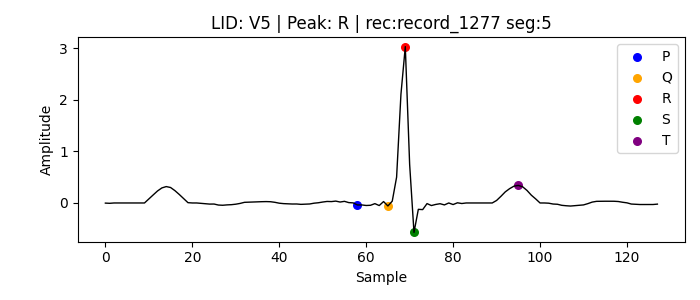 LID: V5 | Peak: R | rec:record_1277 seg:5
3
2
1
0
Amplitude
P
Q
R
S
T
0 20 40 60 80 100 120
Sample